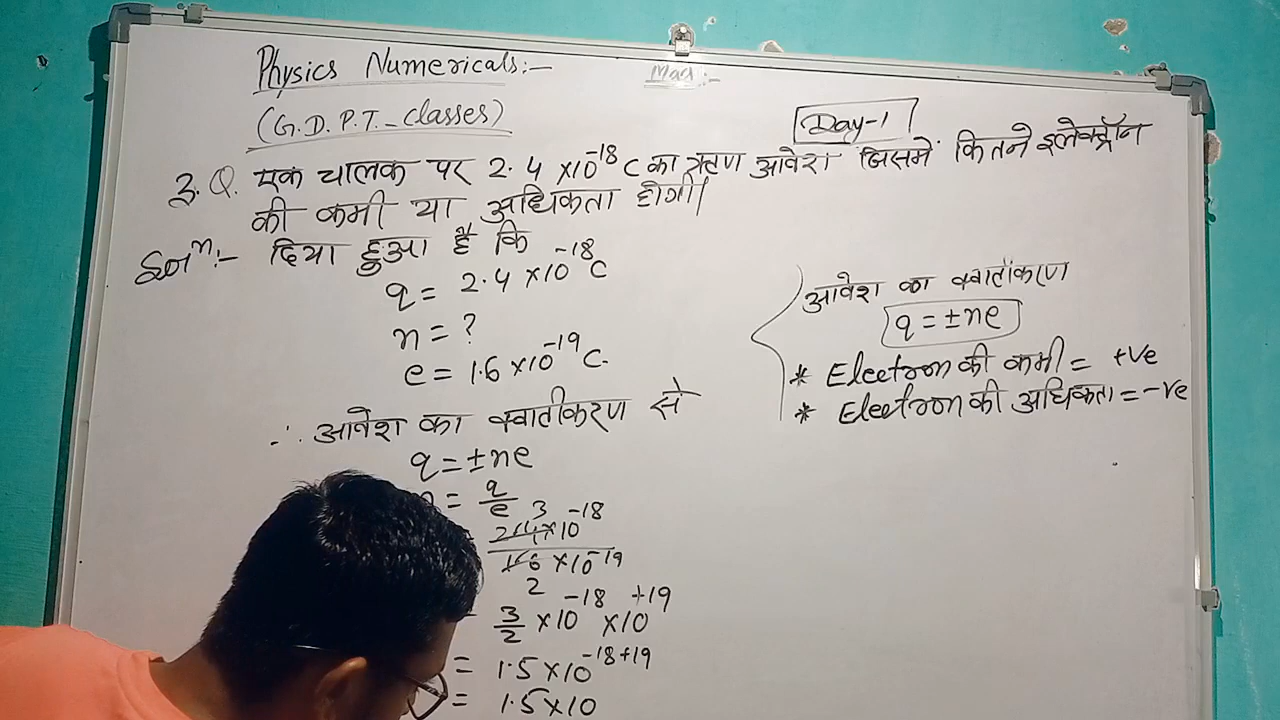 Physics Numericals:-
Max :-
(G.D.P.T.-classes)
Day-1
3.Q. एक चालक पर 2.4×10⁻¹⁸ C का ऋण आवेश जिसमें कितने इलेक्ट्रॉन
की कमी या अधिकता होगी।
Solⁿ:- दिया हुआ है कि
q = 2.4×10⁻¹⁸ C
n = ?
e = 1.6×10⁻¹⁹ C.
∴ आवेश का क्वांतीकरण से
q = ±ne
= q/e
3
2.4×10⁻¹⁸
1.6×10⁻¹⁹
2
3/2 ×10⁻¹⁸ ×10⁺¹⁹
= 1.5×10⁻¹⁸⁺¹⁹
= 1.5×10
आवेश का क्वातांकरण
q = ±ne
* Electron की कमी = +ve
* Electron की अधिकता = -ve